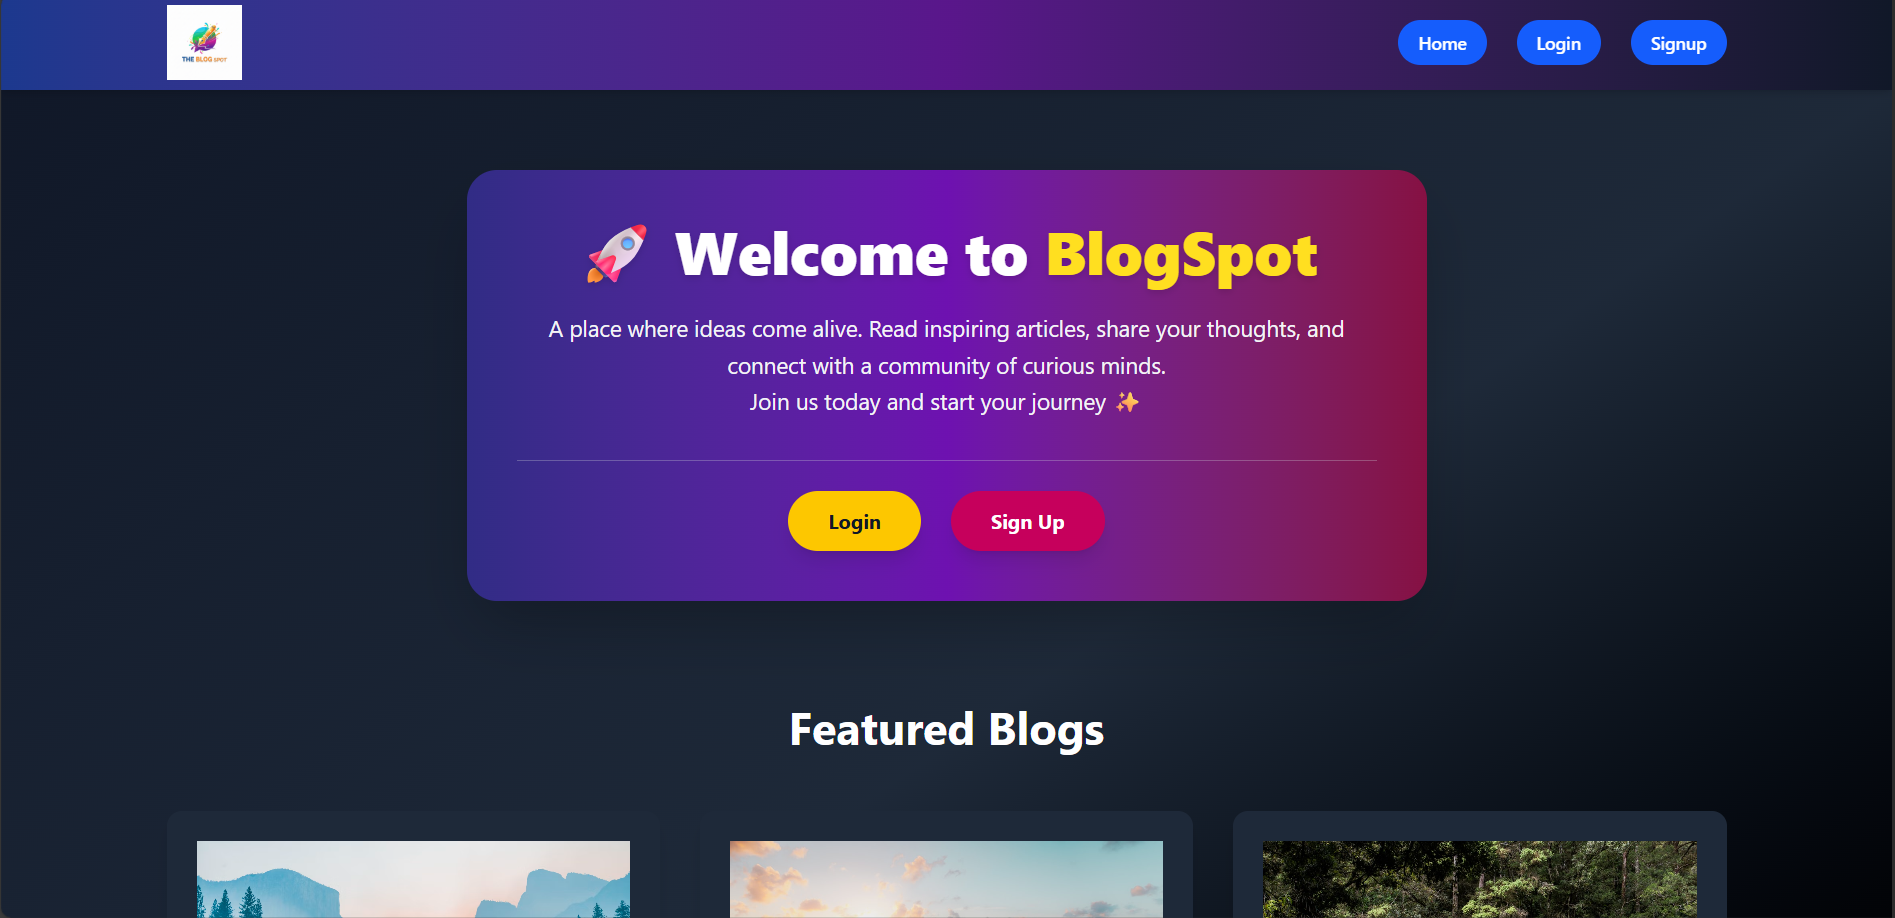 THE BLOG SPOT
Home
Login
Signup
🚀 Welcome to BlogSpot
A place where ideas come alive. Read inspiring articles, share your thoughts, and
connect with a community of curious minds.
Join us today and start your journey ✨
Login
Sign Up
Featured Blogs